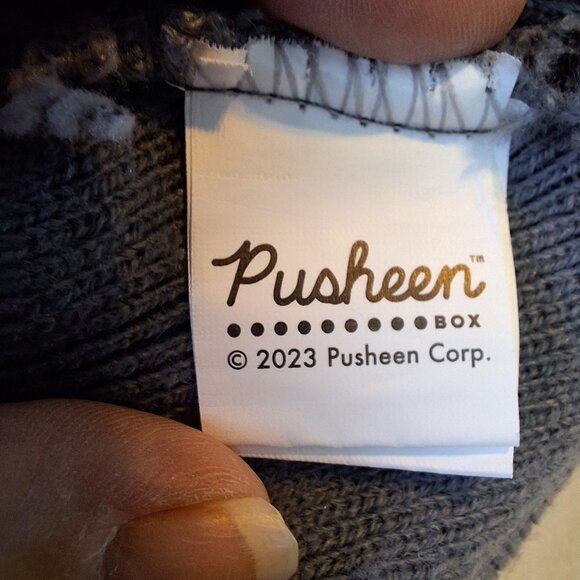 Pusheen™
BOX
© 2023 Pusheen Corp.